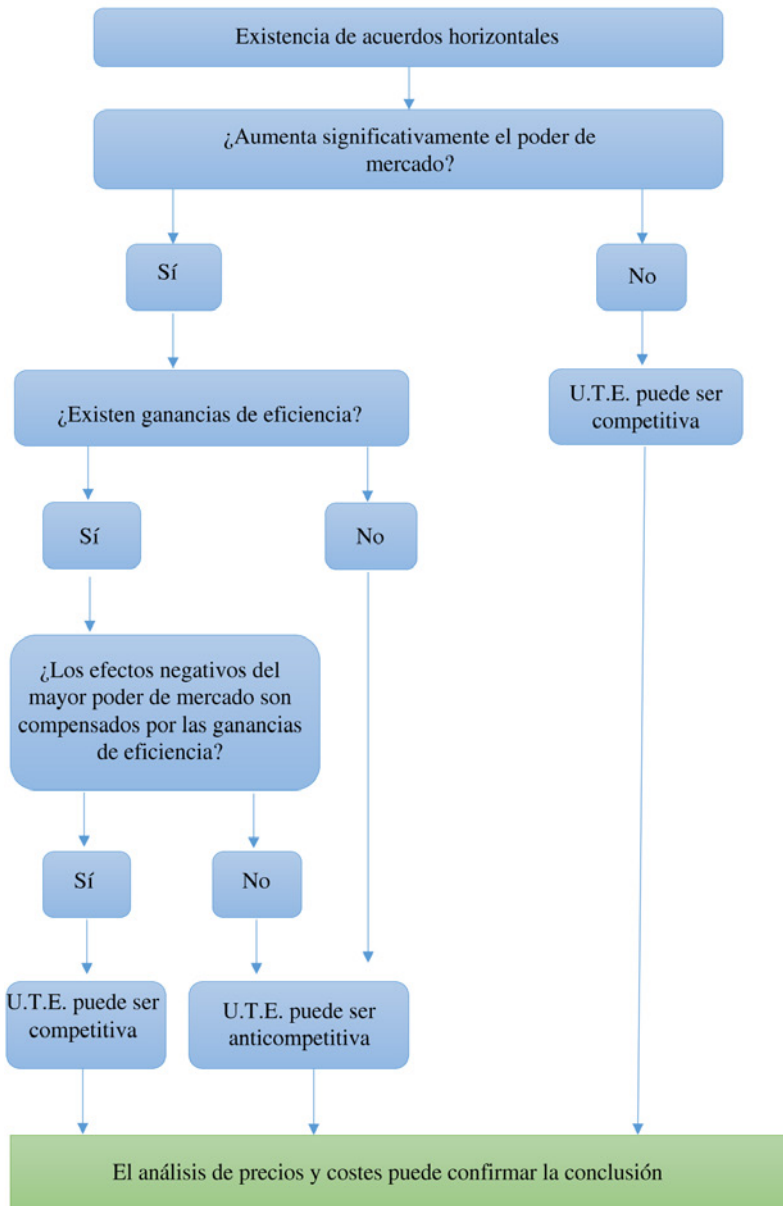 Existencia de acuerdos horizontales
¿Aumenta significativamente el poder de
mercado?
Sí
No
¿Existen ganancias de eficiencia?
U.T.E. puede ser
competitiva
Sí
No
¿Los efectos negativos del
mayor poder de mercado son
compensados por las ganancias
de eficiencia?
Sí
No
U.T.E. puede ser
competitiva
U.T.E. puede ser
anticompetitiva
El análisis de precios y costes puede confirmar la conclusión